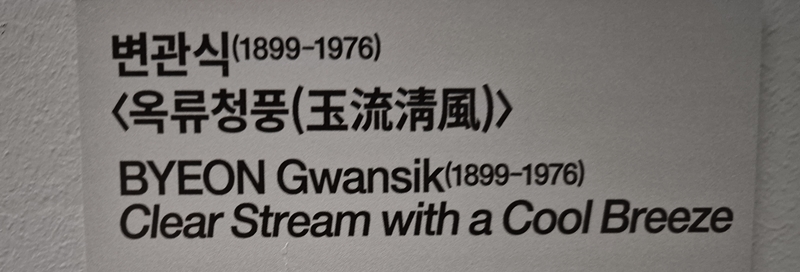 변관식(1899-1976)
〈옥류청풍(玉流淸風)〉
BYEON Gwansik(1899-1976)
Clear Stream with a Cool Breeze